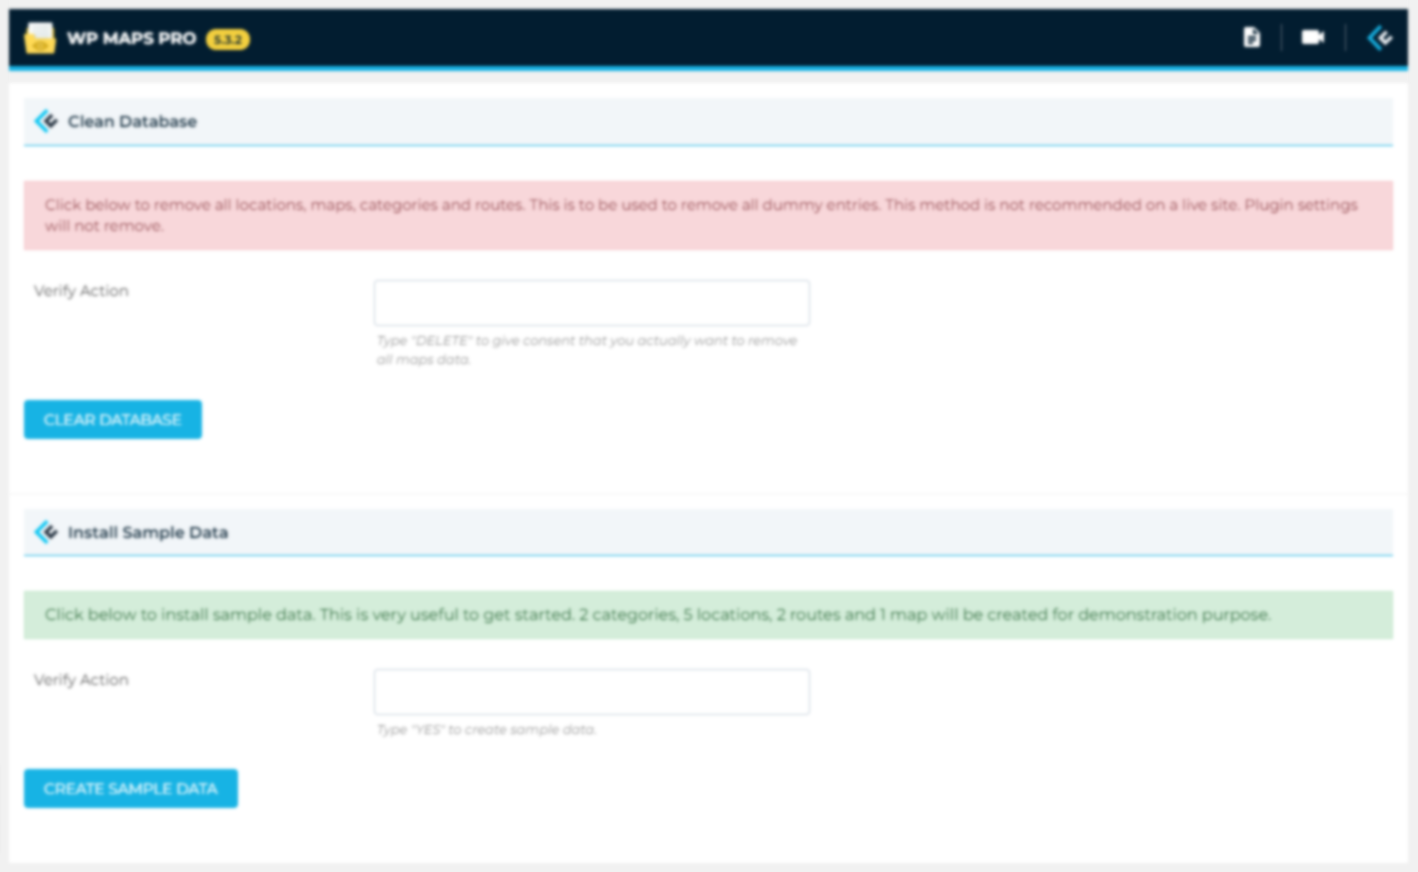 WP MAPS PRO 5.3.2
Clean Database
Click below to remove all locations, maps, categories and routes. This is to be used to remove all dummy entries. This method is not recommended on a live site. Plugin settings
will not remove.
Verify Action
Type "DELETE" to give consent that you actually want to remove
all maps data.
CLEAR DATABASE
Install Sample Data
Click below to install sample data. This is very useful to get started. 2 categories, 5 locations, 2 routes and 1 map will be created for demonstration purpose.
Verify Action
Type "YES" to create sample data.
CREATE SAMPLE DATA